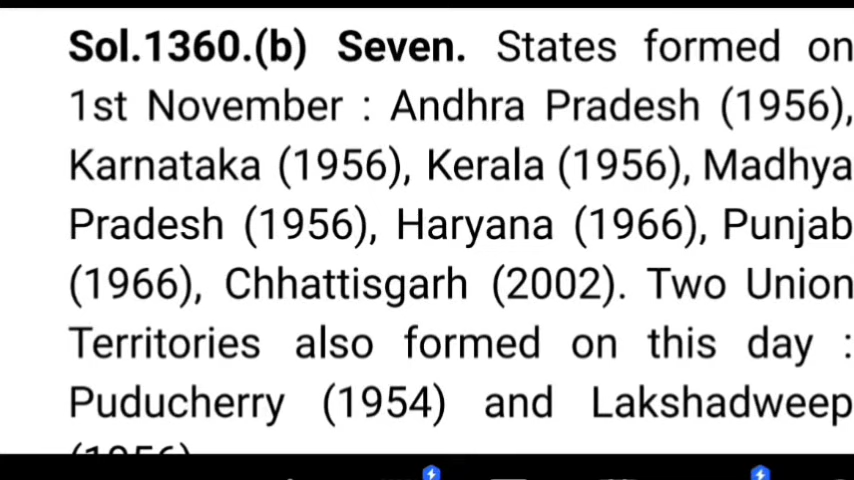 Sol.1360.(b) Seven. States formed on
1st November : Andhra Pradesh (1956),
Karnataka (1956), Kerala (1956), Madhya
Pradesh (1956), Haryana (1966), Punjab
(1966), Chhattisgarh (2002). Two Union
Territories also formed on this day :
Puducherry (1954) and Lakshadweep
(1956)